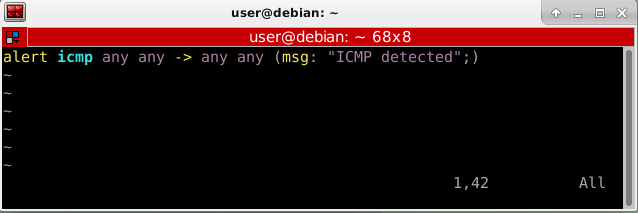 user@debian: ~
user@debian: ~ 68x8
alert icmp any any -> any any (msg: "ICMP detected";)
~
~
~
~
~
~
1,42 All